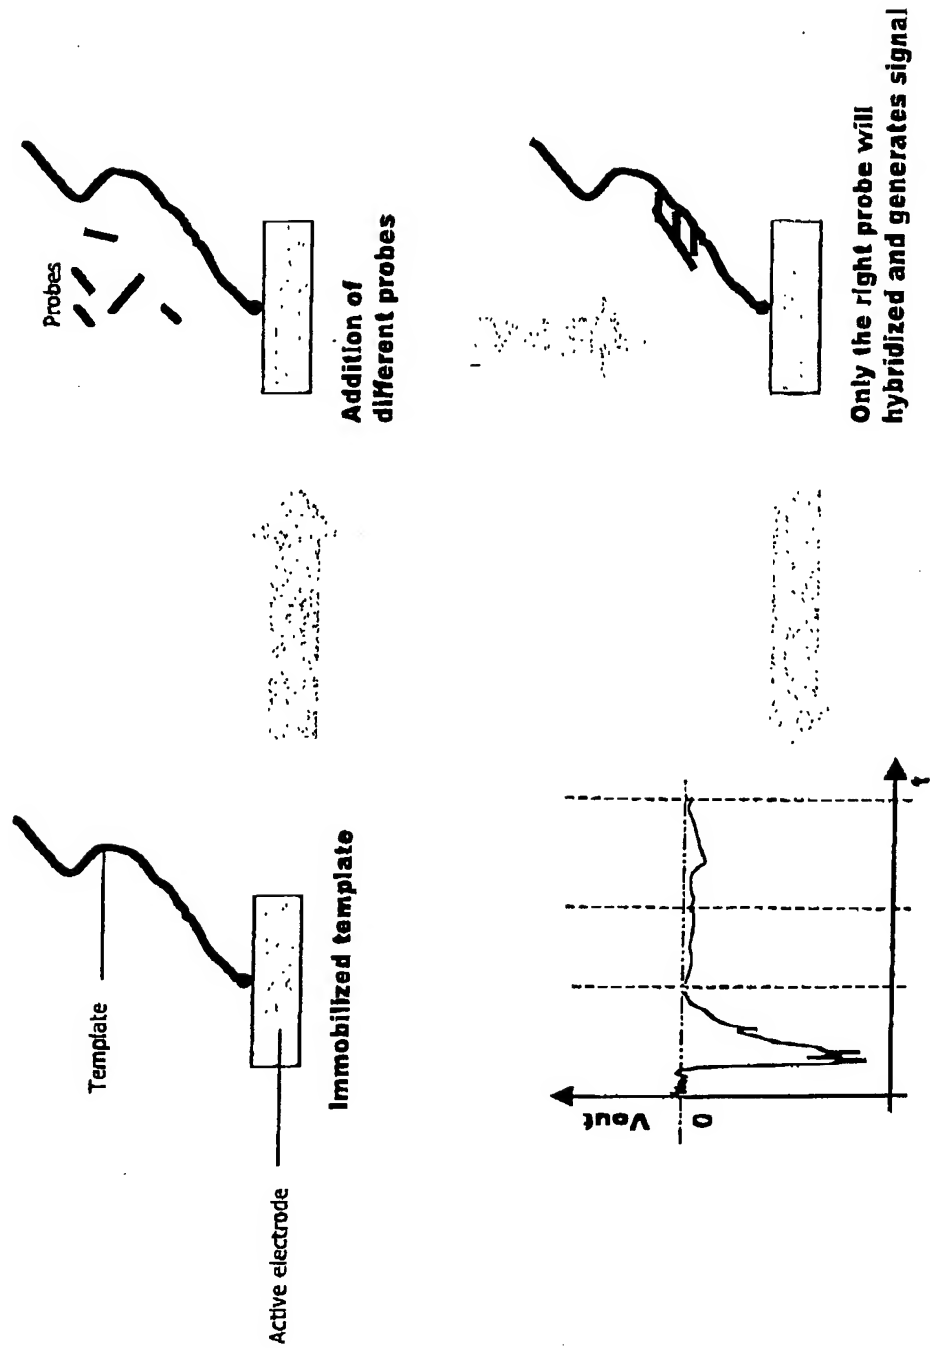 Template
Active electrode
Immobilized template
Probes
Addition of
different probes
Only the right probe will
hybridized and generates signal
Vout
0
t